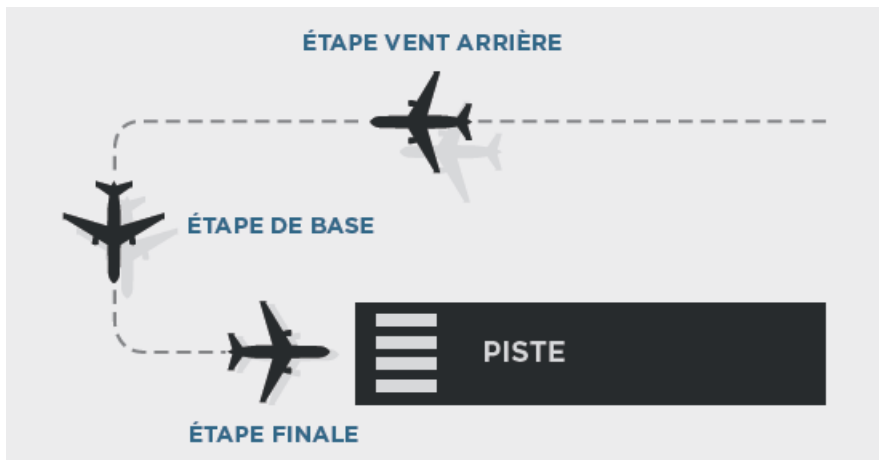 ÉTAPE VENT ARRIÈRE
ÉTAPE DE BASE
PISTE
ÉTAPE FINALE